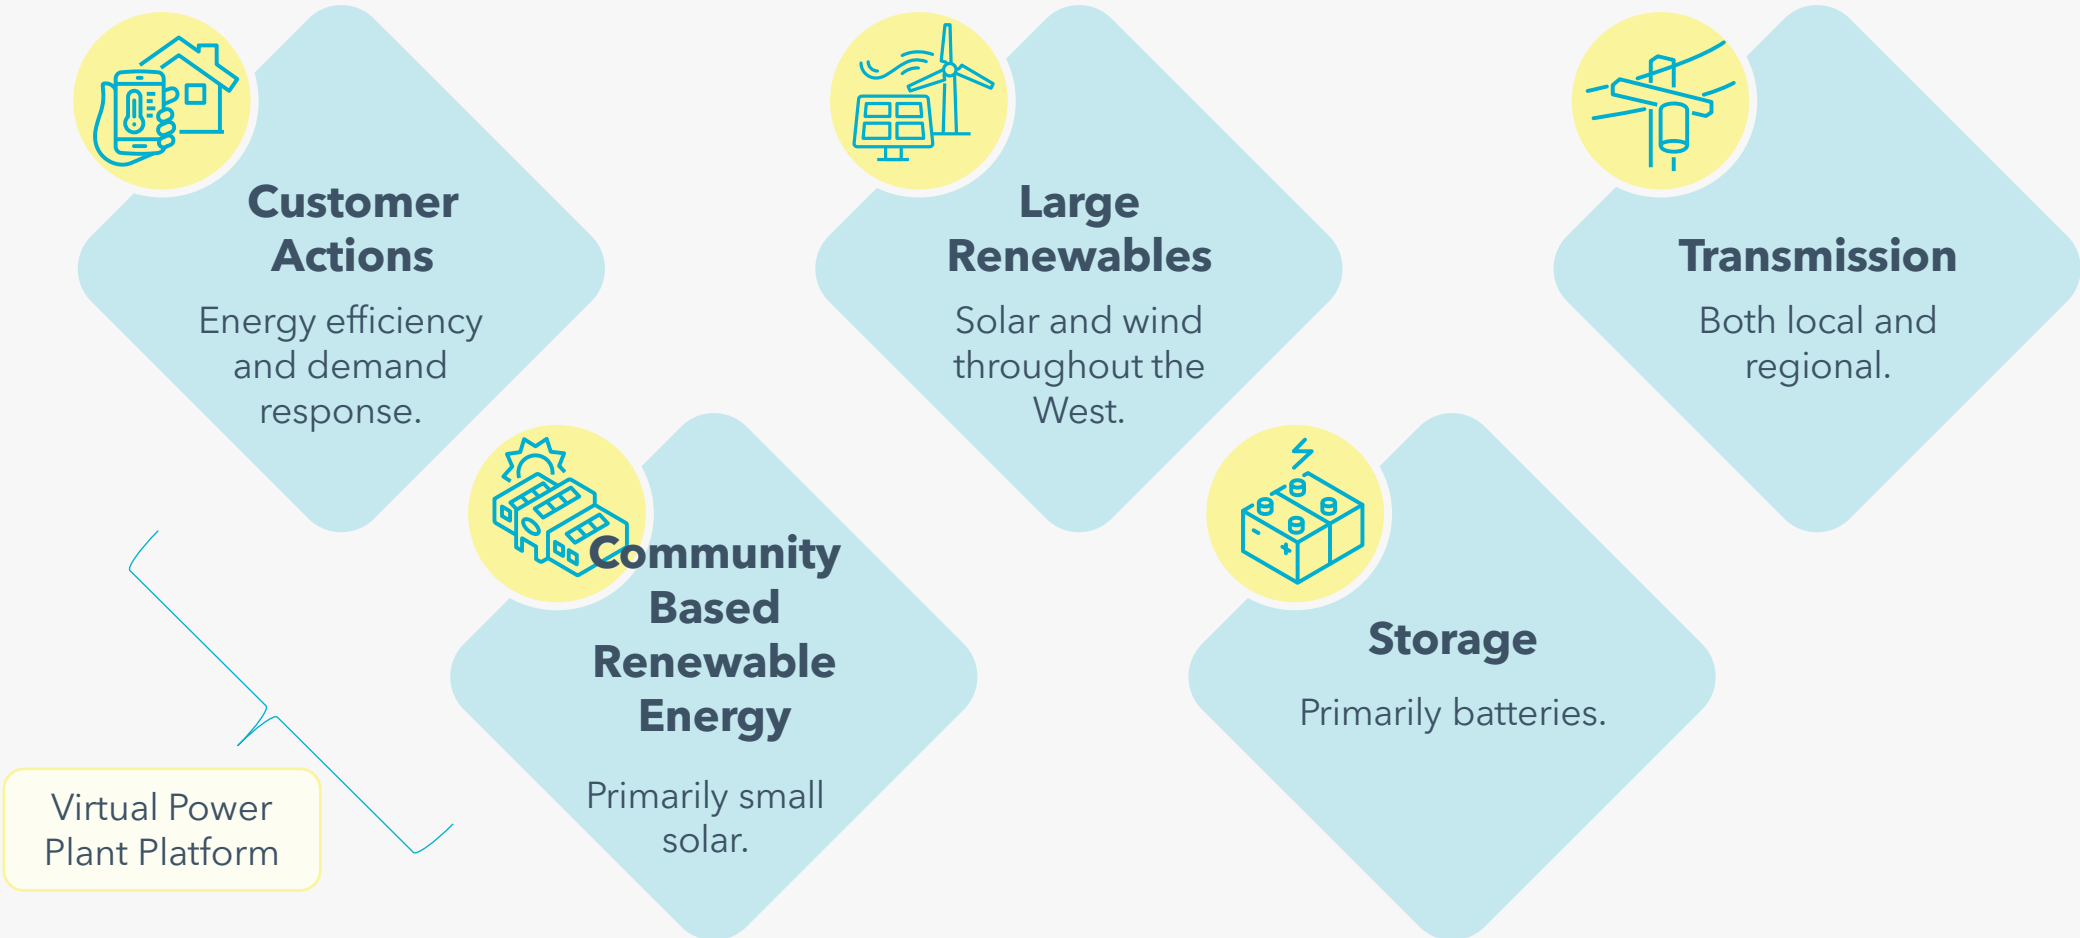 Customer
Actions
Energy efficiency
and demand
response.
Large
Renewables
Solar and wind
throughout the
West.
Transmission
Both local and
regional.
Community
Based
Renewable
Energy
Primarily small
solar.
Storage
Primarily batteries.
Virtual Power
Plant Platform